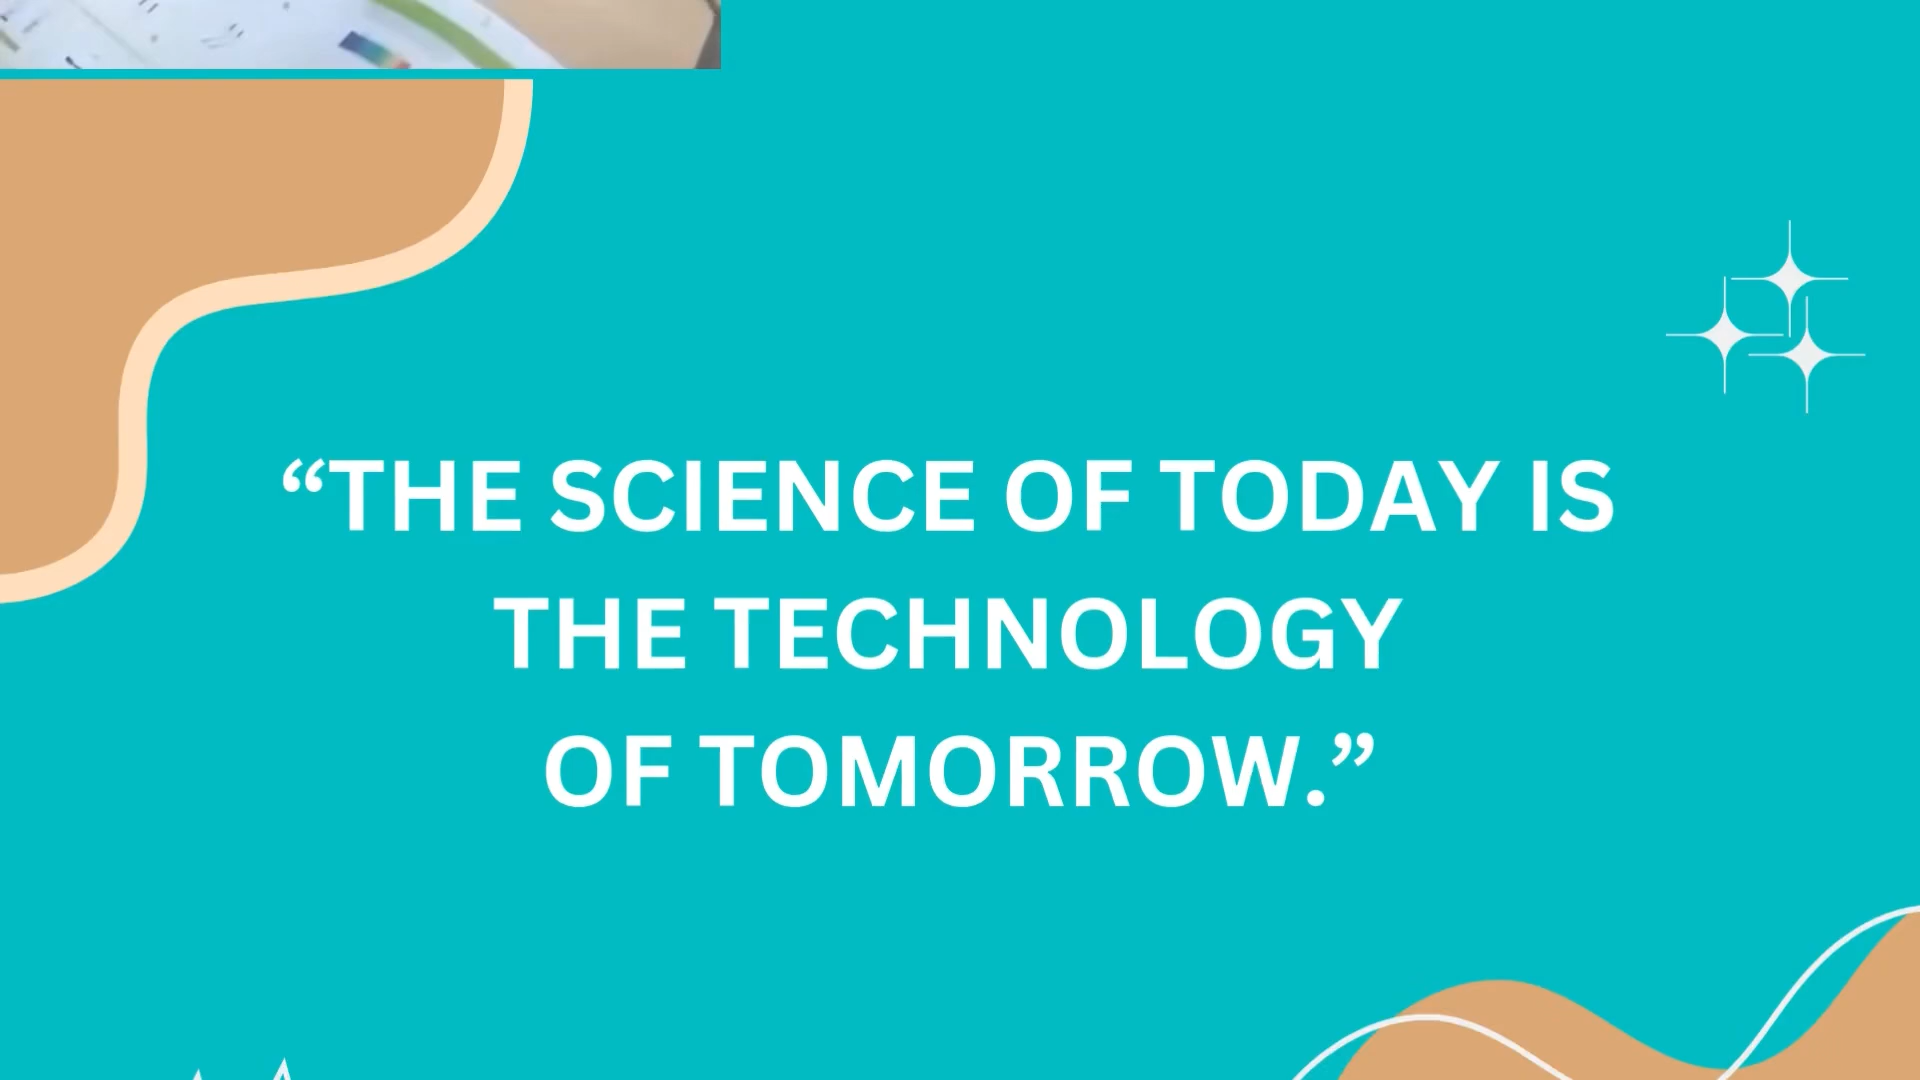 “THE SCIENCE OF TODAY IS
THE TECHNOLOGY
OF TOMORROW.”